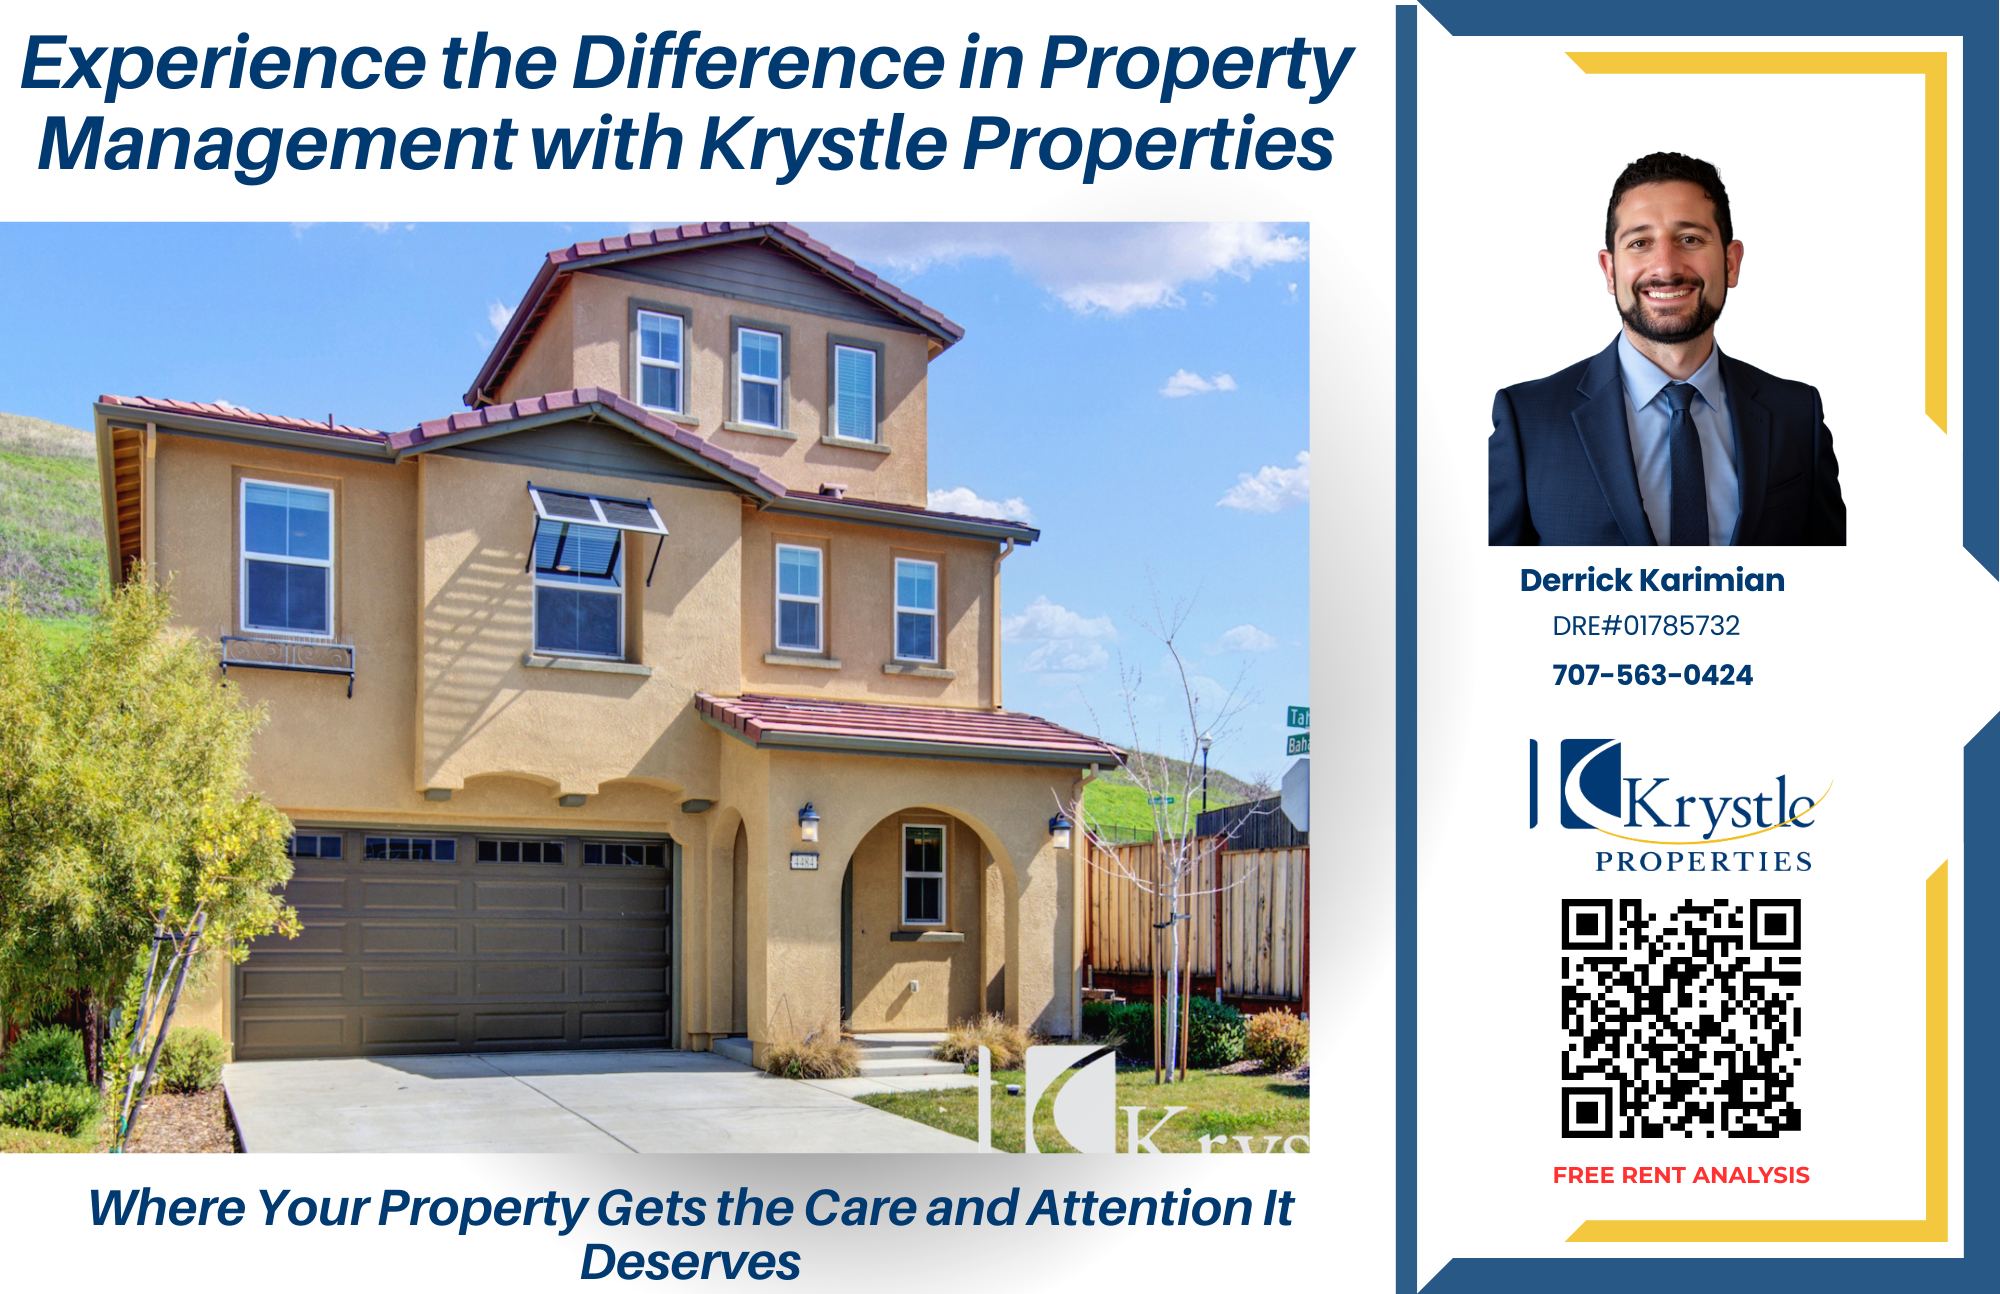 Experience the Difference in Property
Management with Krystle Properties
4484
Where Your Property Gets the Care and Attention It
Deserves
Derrick Karimian
DRE#01785732
707-563-0424
Krystle
PROPERTIES
FREE RENT ANALYSIS